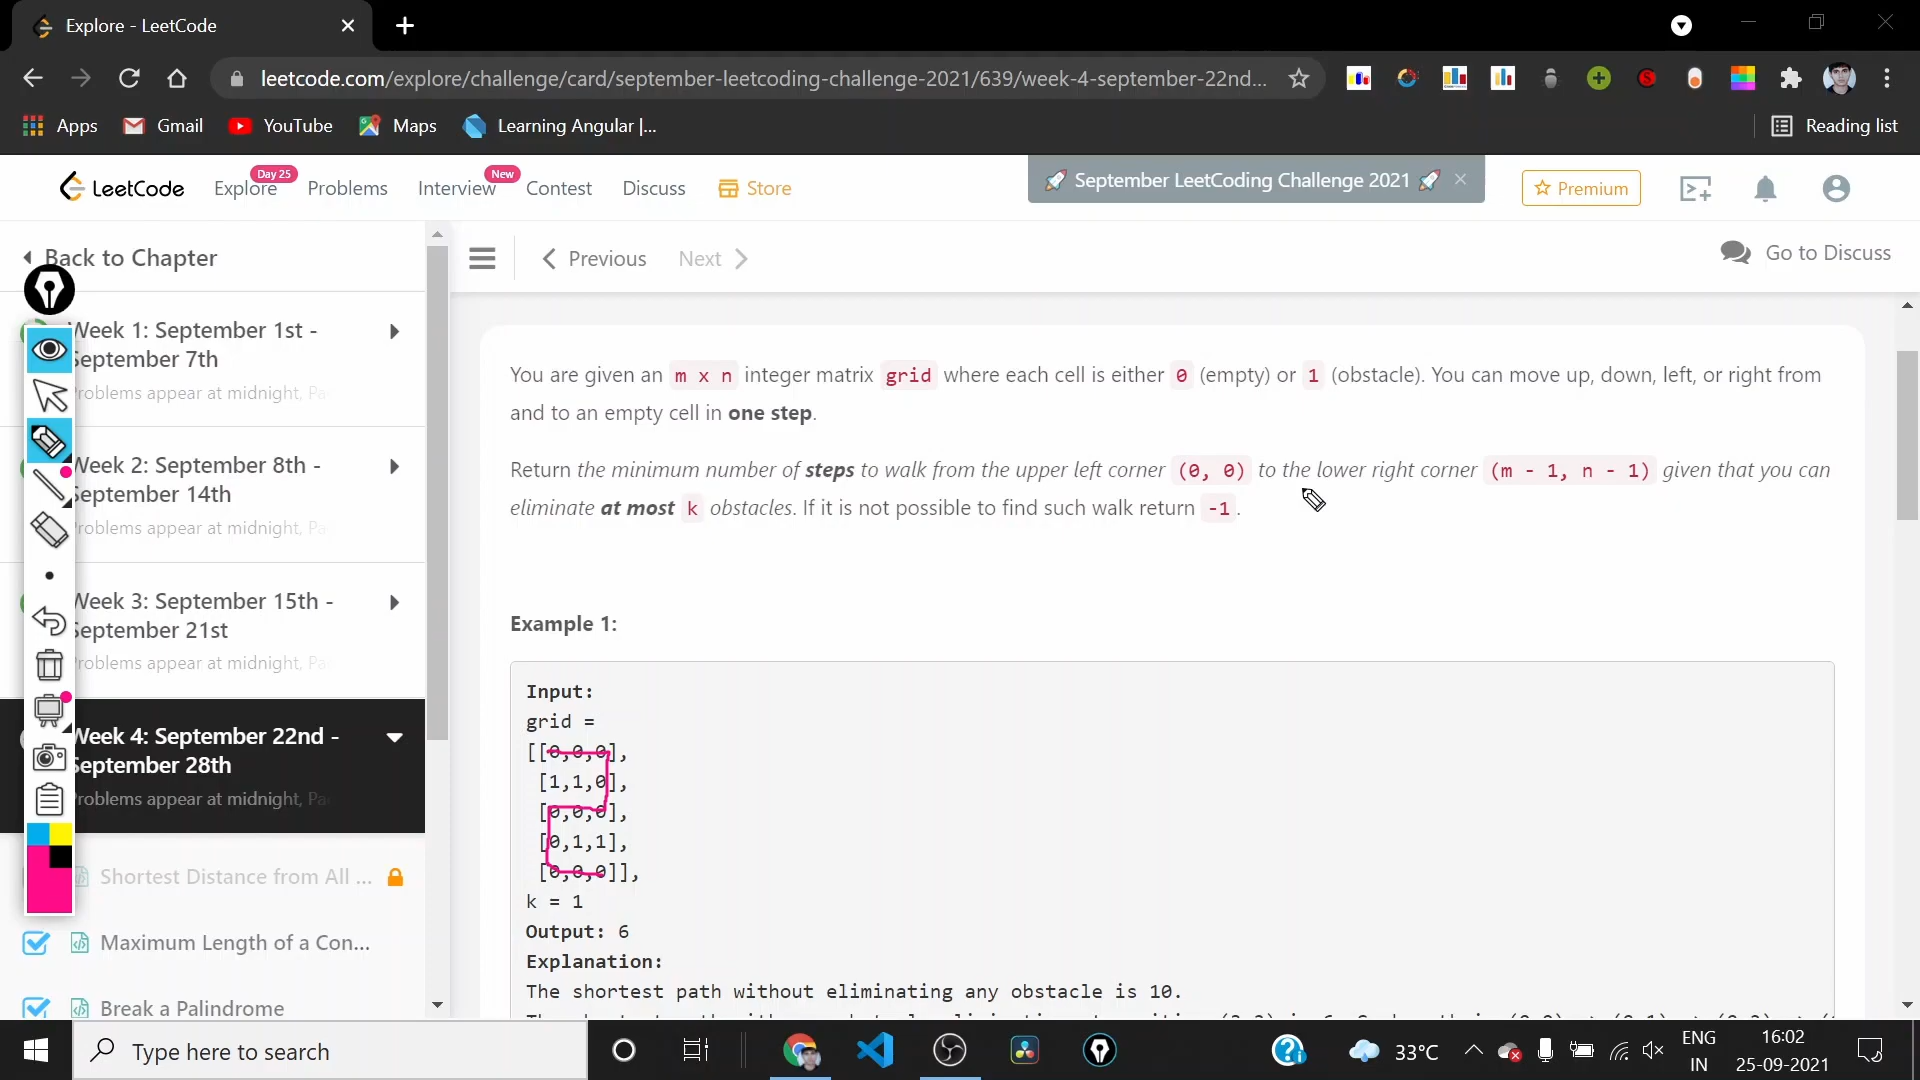 Explore - LeetCode
leetcode.com/explore/challenge/card/september-leetcoding-challenge-2021/639/week-4-september-22nd...
Apps
Gmail
YouTube
Maps
Learning Angular |...
Reading list
LeetCode
Explore
Day 25
Problems
Interview
New
Contest
Discuss
Store
🚀 September LeetCoding Challenge 2021 🚀
Premium
Back to Chapter
Previous
Next
Go to Discuss
Week 1: September 1st -
September 7th
Problems appear at midnight, Pa
Week 2: September 8th -
September 14th
Problems appear at midnight, Pa
Week 3: September 15th -
September 21st
Problems appear at midnight, Pa
Week 4: September 22nd -
September 28th
Problems appear at midnight, Pa
Shortest Distance from All ...
Maximum Length of a Con...
Break a Palindrome
You are given an m x n integer matrix grid where each cell is either 0 (empty) or 1 (obstacle). You can move up, down, left, or right from
and to an empty cell in one step.
Return the minimum number of steps to walk from the upper left corner (0, 0) to the lower right corner (m - 1, n - 1) given that you can
eliminate at most k obstacles. If it is not possible to find such walk return -1.
Example 1:
Input:
grid =
[[0,0,0],
[1,1,0],
[0,0,0],
[0,1,1],
[0,0,0]],
k = 1
Output: 6
Explanation:
The shortest path without eliminating any obstacle is 10.
Type here to search
33°C
ENG
IN
16:02
25-09-2021